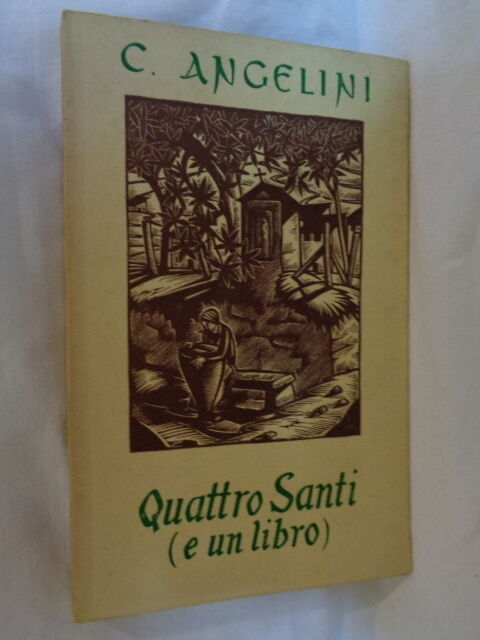 C. ANGELINI
Quattro Santi
(e un libro)